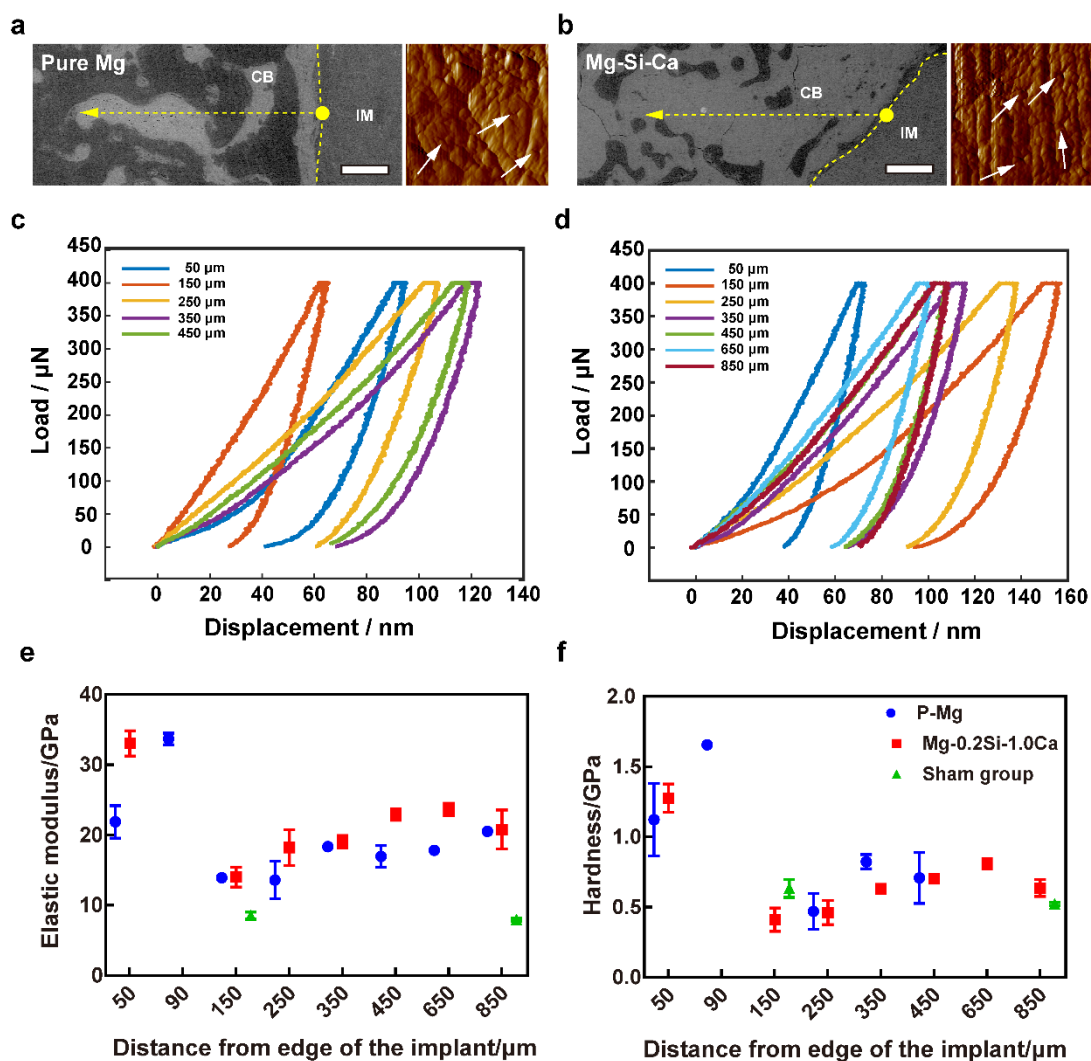 a
Pure Mg
CB
IM
b
Mg-Si-Ca
CB
IM
c
450
400
350
300
250
200
150
100
50
0
Load / µN
50 µm
150 µm
250 µm
350 µm
450 µm
0 20 40 60 80 100 120 140
Displacement / nm
d
450
400
350
300
250
200
150
100
50
0
Load / µN
50 µm
150 µm
250 µm
350 µm
450 µm
650 µm
850 µm
0 20 40 60 80 100 120 140 160
Displacement / nm
e
40
30
20
10
0
Elastic modulus/GPa
50 90 150 250 350 450 650 850
Distance from edge of the implant/µm
f
2.0
1.5
1.0
0.5
0.0
Hardness/GPa
P-Mg
Mg-0.2Si-1.0Ca
Sham group
50 90 150 250 350 450 650 850
Distance from edge of the implant/µm